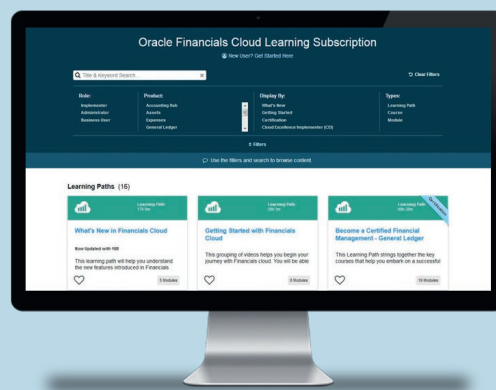 Oracle Financials Cloud Learning Subscription
New User? Get Started Here
Title & Keyword Search...
Clear Filters
Role:
Product:
Display By:
Types:
Implementer
Accounting Hub
What's New
Learning Path
Administrator
Assets
Getting Started
Course
Business User
Expenses
Certification
Module
General Ledger
Cloud Excellence Implementer (CEI)
Filters
Use the filters and search to browse content
Learning Paths (16)
Learning Path
Learning Path
Learning Path
Certification
What's New in Financials Cloud
Now Updated with
This learning path will help you understand
the new features introduced in Financials
5 Modules
Getting Started with Financials
Cloud
This grouping of videos helps you begin your
journey with Financials cloud. You will be able
8 Modules
Become a Certified Financial
Management - General Ledger
This Learning Path strings together the key
courses that help you embark on a successful
19 Modules